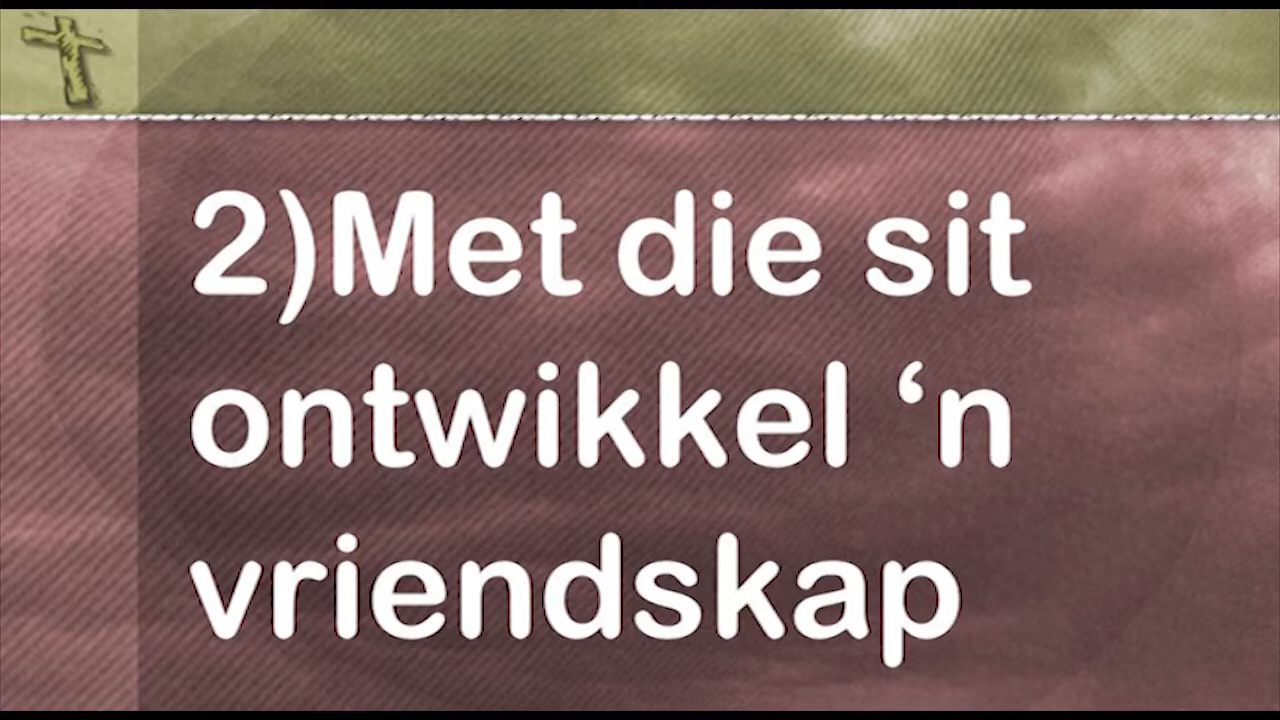 2)Met die sit
ontwikkel ‘n
vriendskap